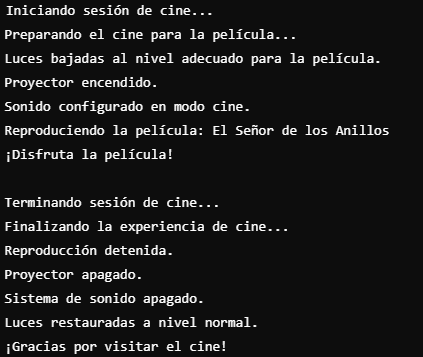 Iniciando sesión de cine...
Preparando el cine para la película...
Luces bajadas al nivel adecuado para la película.
Proyector encendido.
Sonido configurado en modo cine.
Reproduciendo la película: El Señor de los Anillos
¡Disfruta la película!

Terminando sesión de cine...
Finalizando la experiencia de cine...
Reproducción detenida.
Proyector apagado.
Sistema de sonido apagado.
Luces restauradas a nivel normal.
¡Gracias por visitar el cine!